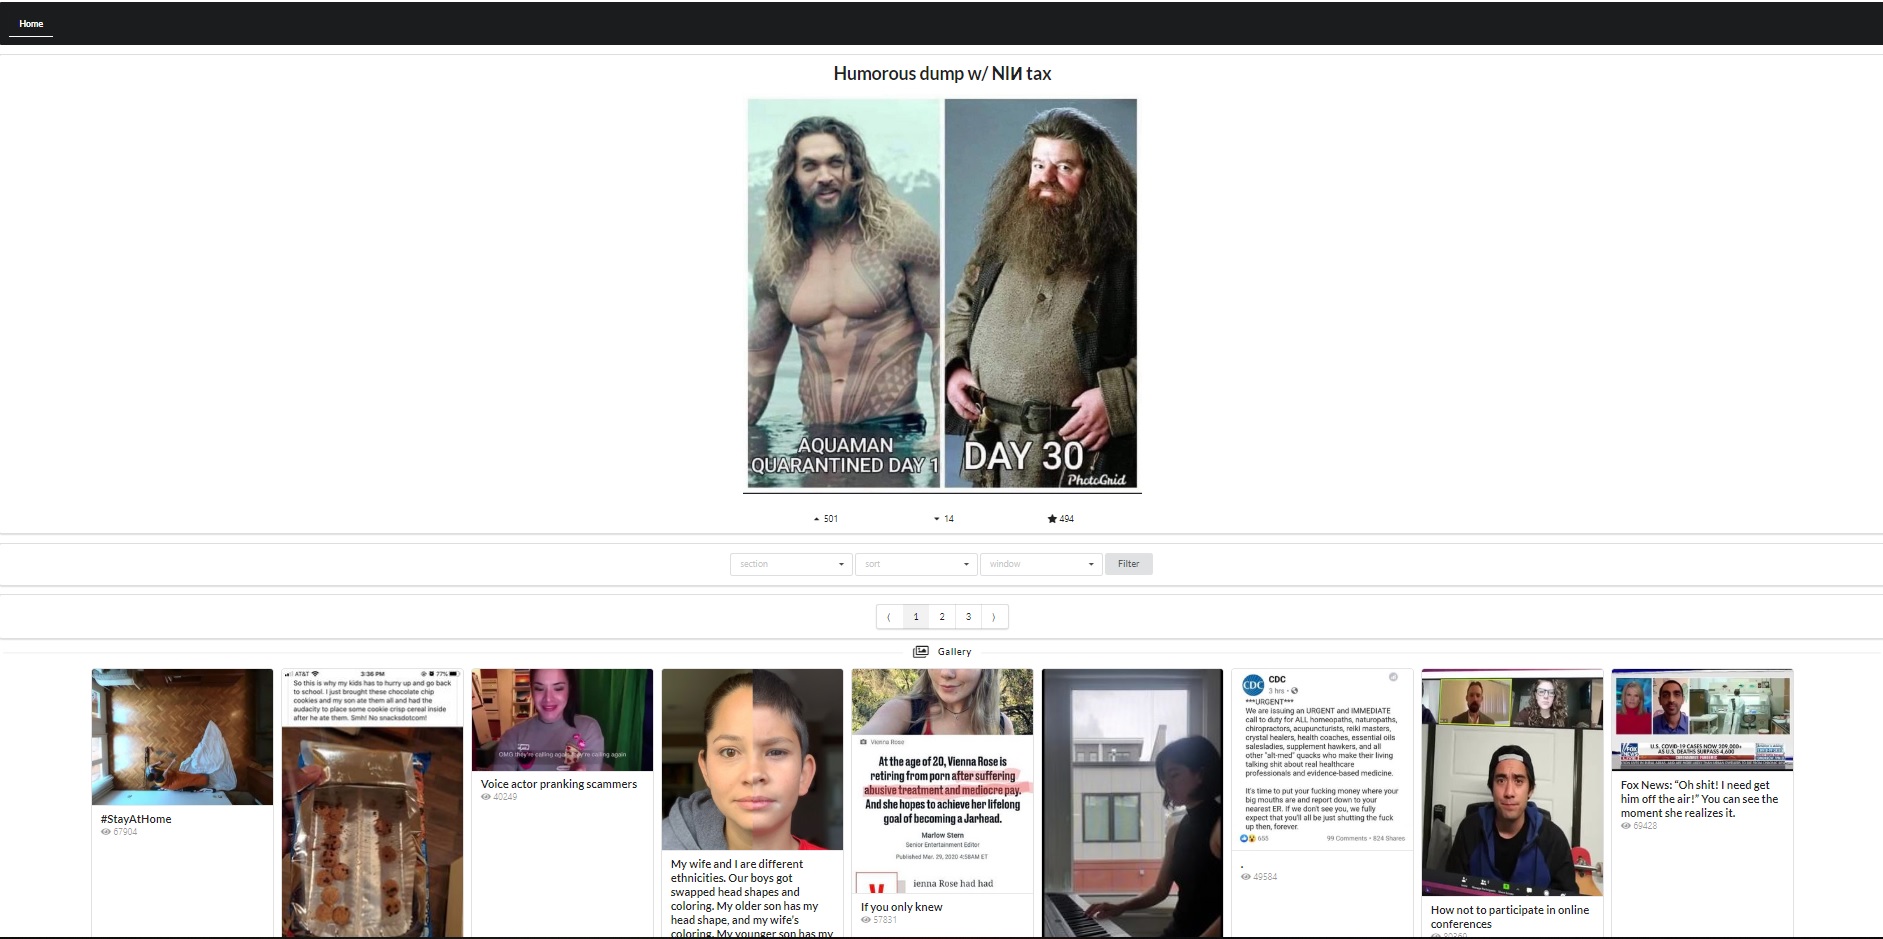 Home
Humorous dump w/ NIИ tax
AQUAMAN
QUARANTINED DAY 1
DAY 30
PhotoGrid
501
14
494
section
sort
window
Filter
⟨
1
2
3
⟩
Gallery
#StayAtHome
67904
AT&T
3:36 PM
77%
So this is why my kids has to hurry up and go back
to school. I just brought these chocolate chip
cookies and my son ate them all and had the
audacity to place some cookie crisp cereal inside
after he ate them. Smh! No snacksdotcom!
OMG they're calling again they're calling again
Voice actor pranking scammers
40249
My wife and I are different
ethnicities. Our boys got
swapped head shapes and
coloring. My older son has my
head shape, and my wife's
coloring. My younger son has my
Vienna Rose
At the age of 20, Vienna Rose is
retiring from porn after suffering
abusive treatment and mediocre pay.
And she hopes to achieve her lifelong
goal of becoming a Jarhead.
Marlow Stern
Senior Entertainment Editor
Published Mar. 29, 2020 4:58AM ET
V
ienna Rose had had
If you only knew
57831
CDC
CDC
3 hrs
***URGENT***
We are issuing an URGENT and IMMEDIATE
call to duty for ALL homeopaths, naturopaths,
chiropractors, acupuncturists, reiki masters,
crystal healers, health coaches, essential oils
salesladies, supplement hawkers, and all
other "alt-med" quacks who make their living
talking shit about real healthcare
professionals and evidence-based medicine.
It's time to put your fucking money where your
big mouths are and report down to your
nearest ER. If we don't see you, we fully
expect that you'll all be just shutting the fuck
up then, forever.
655
99 Comments • 824 Shares
.
49584
How not to participate in online
conferences
U.S. COVID-19 CASES NOW 209,000+
AS U.S. DEATHS SURPASS 4,600
CORONAVIRUS PANDEMIC
FOX
Fox News: “Oh shit! I need get
him off the air!” You can see the
moment she realizes it.
69428